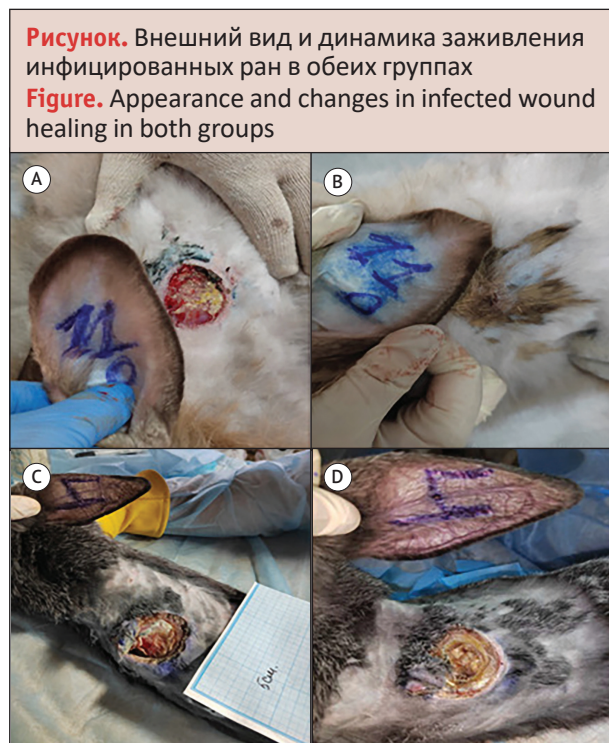 Рисунок. Внешний вид и динамика заживления
инфицированных ран в обеих группах
Figure. Appearance and changes in infected wound
healing in both groups
A
B
C
D
5см.